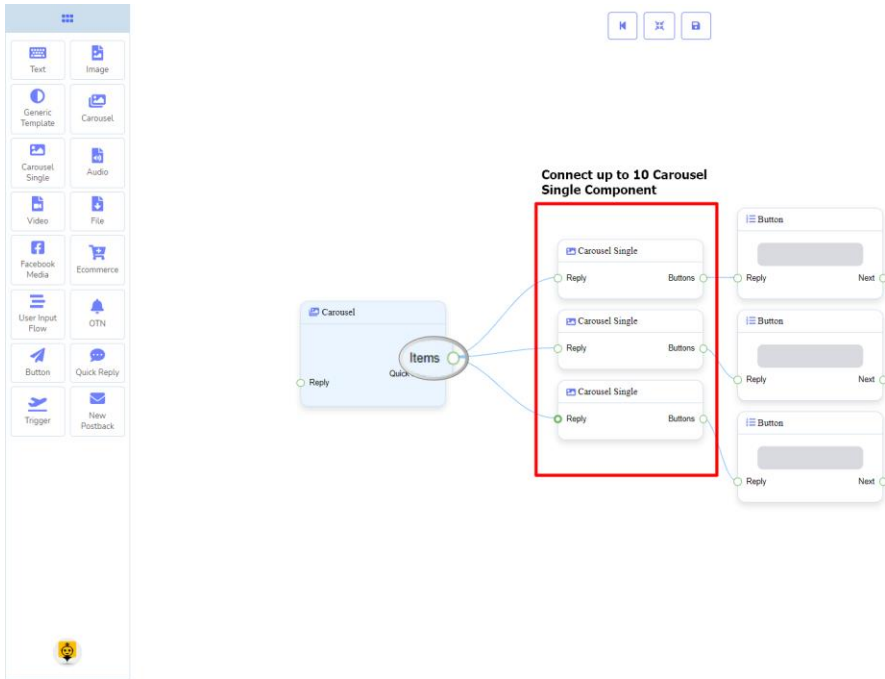 Text
Image
Generic
Template
Carousel
Carousel
Single
Audio
Video
File
Facebook
Media
Ecommerce
User Input
Flow
OTN
Button
Quick Reply
Trigger
New
Postback
Connect up to 10 Carousel
Single Component
Carousel
Items
Quick
Reply
Carousel Single
Reply Buttons
Carousel Single
Reply Buttons
Carousel Single
Reply Buttons
Button
Reply Next
Button
Reply Next
Button
Reply Next